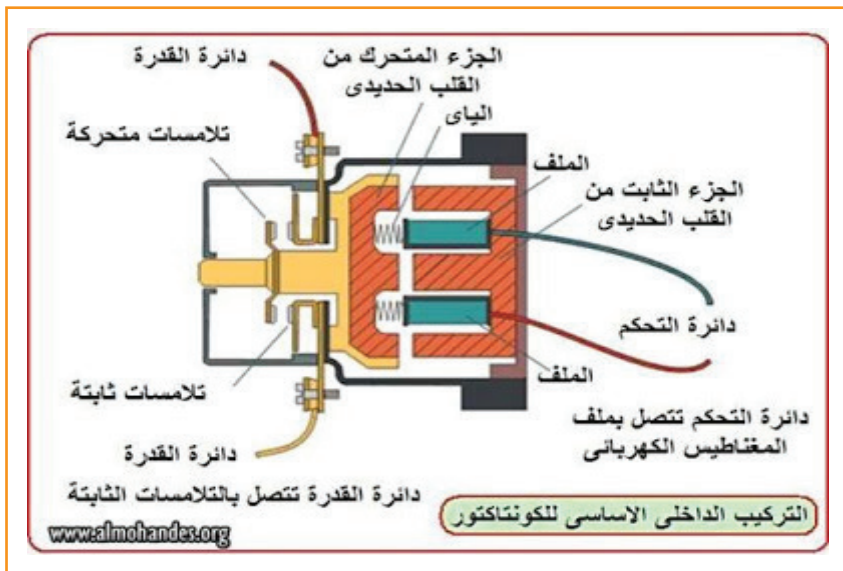 دائرة القدرة
الجزء المتحرك من
القلب الحديدى
الياى
تلامسات متحركة
الملف
الجزء الثابت من
القلب الحديدى
دائرة التحكم
الملف
تلامسات ثابتة
دائرة التحكم تتصل بملف
المغناطيس الكهربائى
دائرة القدرة
دائرة القدرة تتصل بالتلامسات الثابتة
التركيب الداخلى الاساسى للكونتاكتور
www.almohandes.org